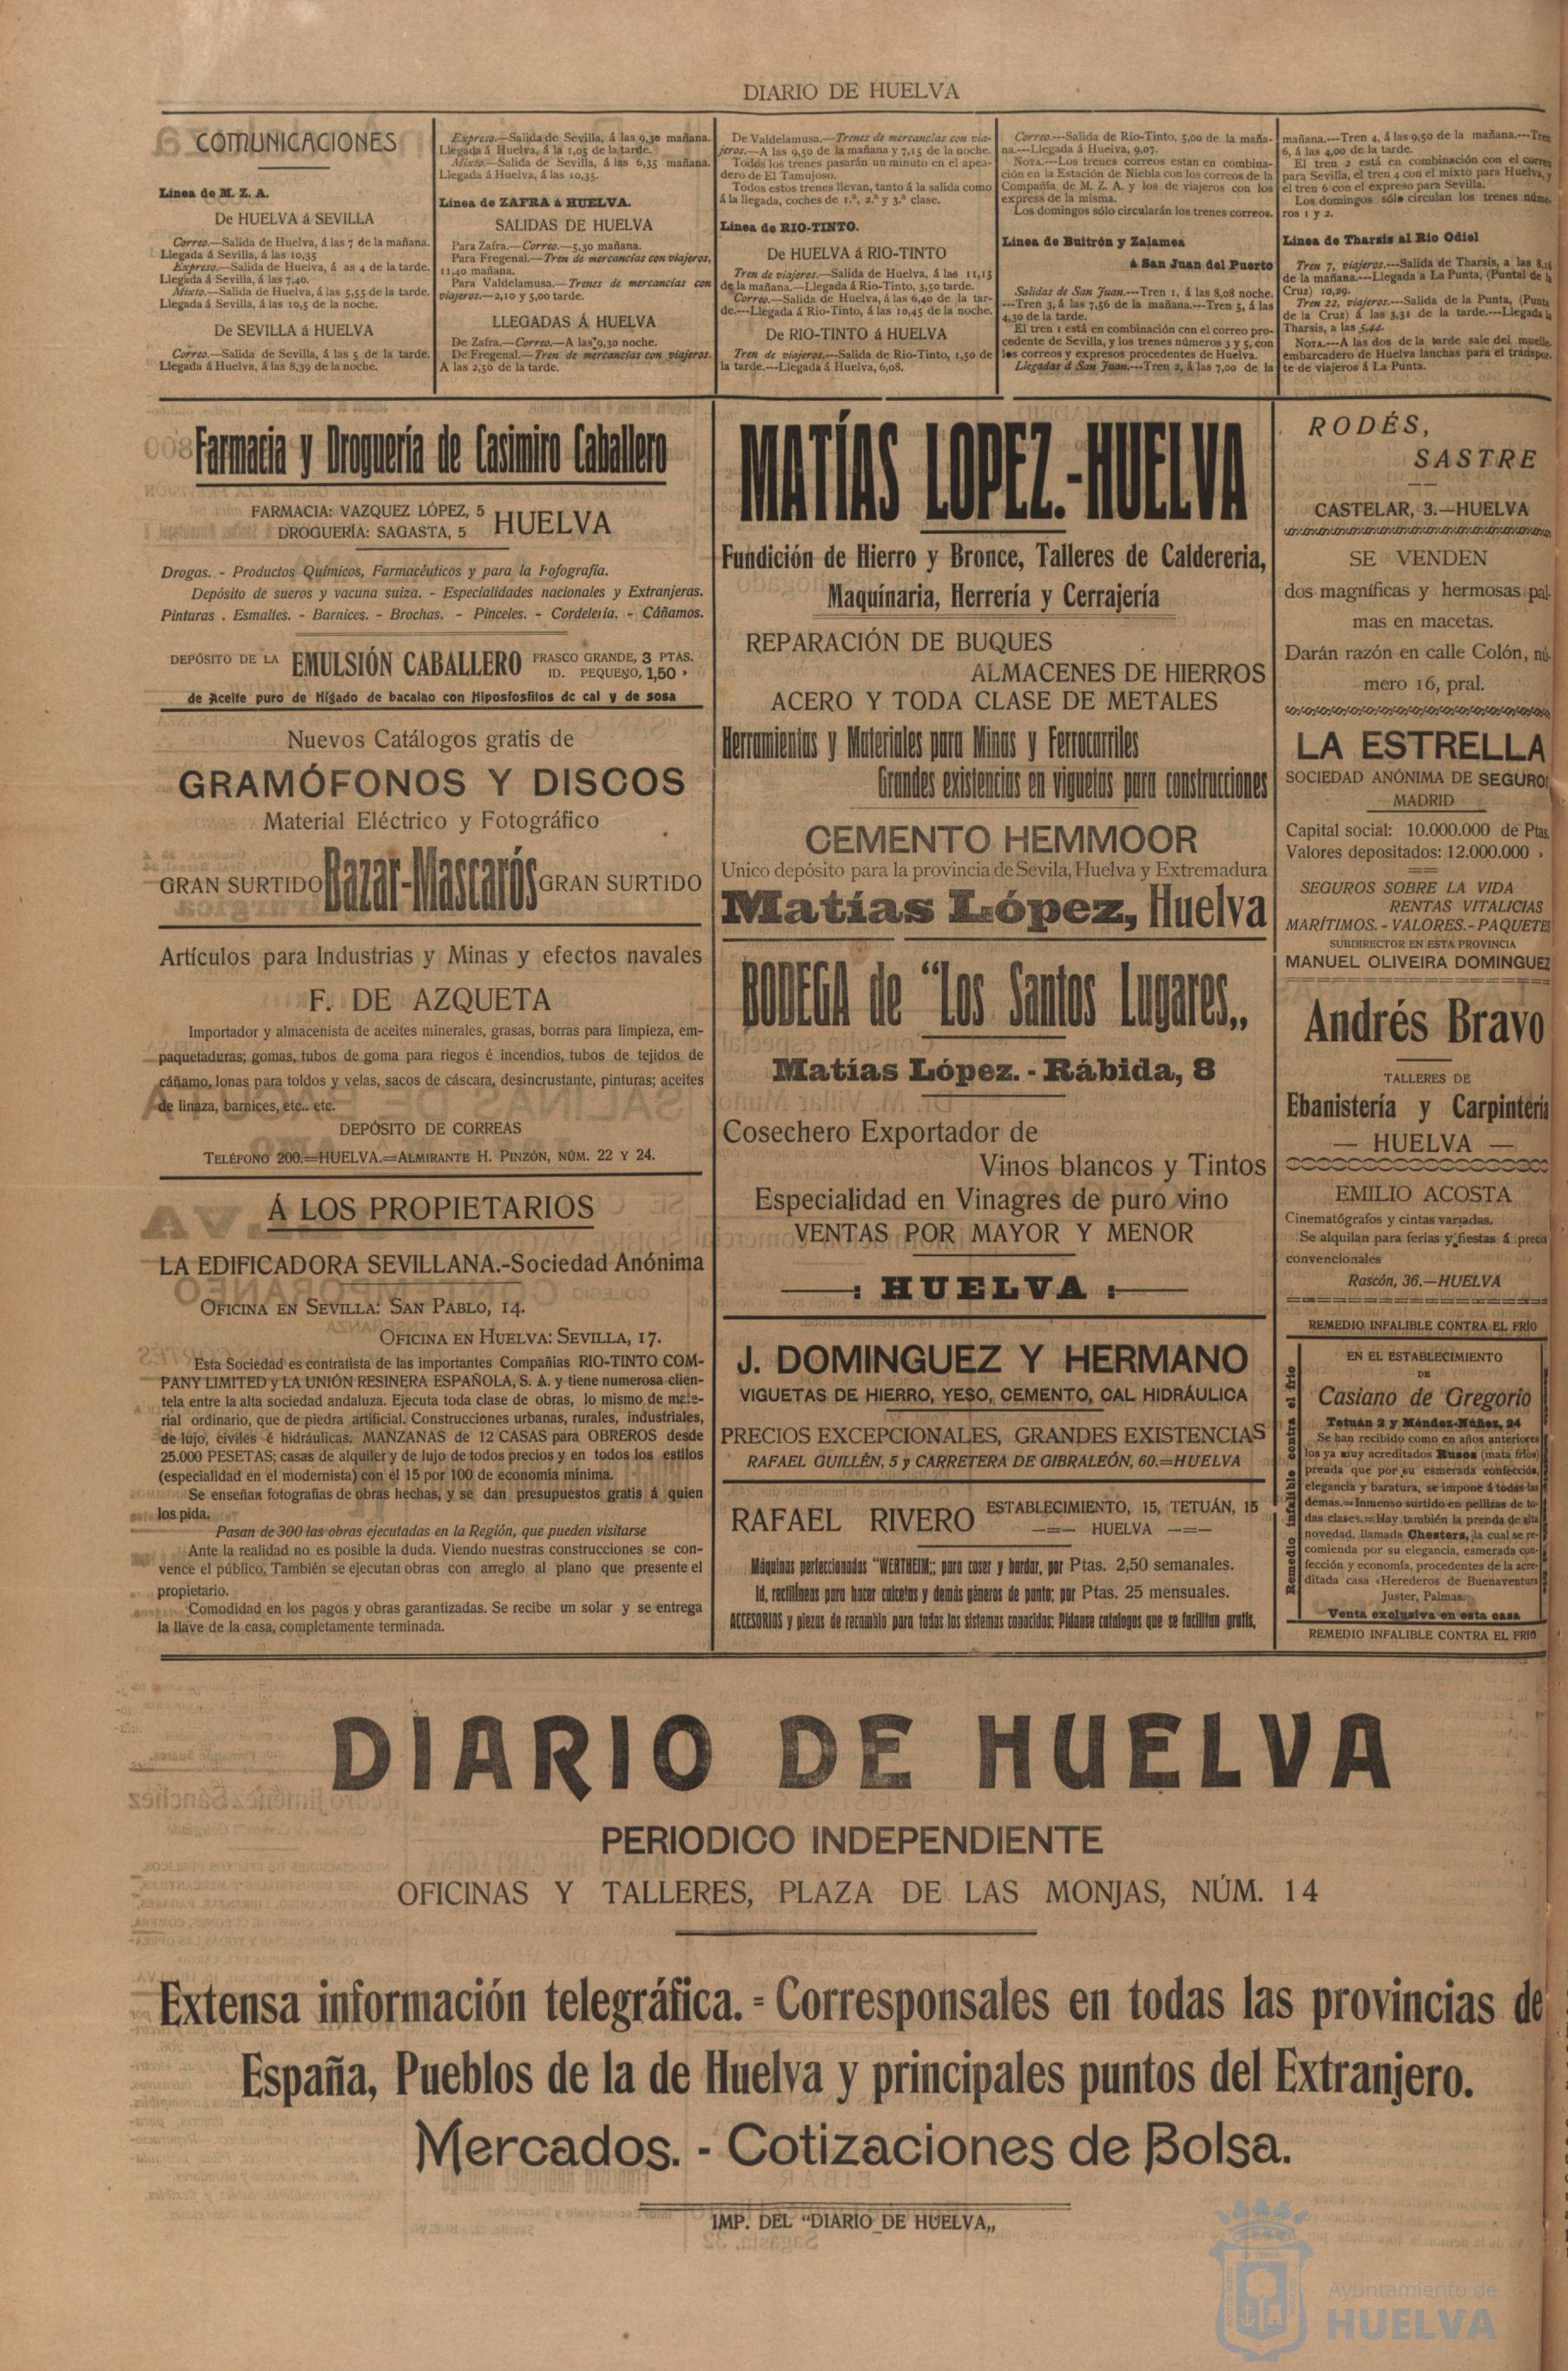 DIARIO DE HUELVA
COMUNICACIONES
Línea de M. Z. A.
De HUELVA á SEVILLA
Correo.—Salida de Huelva, á las 7 de la mañana.
Llegada á Sevilla, á las 10,35
Expreso.—Salida de Huelva, á as 4 de la tarde.
Llegada á Sevilla, á las 7,40.
Mixto.—Salida de Huelva, á las 5,55 de la tarde.
Llegada á Sevilla, á las 10,5 de la noche.
De SEVILLA á HUELVA
Correo.—Salida de Sevilla, á las 5 de la tarde.
Llegada á Huelva, á las 8,39 de la noche.
Expreso.—Salida de Sevilla, á las 9,30 mañana.
Llegada á Huelva, á la 1,05 de la tarde.
Mixto.—Salida de Sevilla, á las 6,35 mañana.
Llegada á Huelva, á las 10,35.
Línea de ZAFRA á HUELVA.
SALIDAS DE HUELVA
Para Zafra.—Correo.—5,30 mañana.
Para Fregenal.—Tren de mercancías con viajeros,
11,40 mañana.
Para Valdelamusa.—Trenes de mercancías con
viajeros.—2,10 y 5,00 tarde.
LLEGADAS Á HUELVA
De Zafra.—Correo.—A las 9,30 noche.
De Fregenal.—Tren de mercancías con viajeros.
A las 2,50 de la tarde.
De Valdelamusa.—Trenes de mercancías con via-
jeros.—A las 9,50 de la mañana y 7,15 de la noche.
Todos los trenes pasarán un minuto en el apea-
dero de El Tamujoso.
Todos estos trenes llevan, tanto á la salida como
á la llegada, coches de 1.ª, 2.ª y 3.ª clase.
Línea de RIO-TINTO.
De HUELVA á RIO-TINTO
Tren de viajeros.—Salida de Huelva, á las 11,15
de la mañana.—Llegada á Rio-Tinto, 3,50 tarde.
Correo.—Salida de Huelva, á las 6,40 de la tar-
de.---Llegada á Rio-Tinto, á las 10,45 de la noche.
De RIO-TINTO á HUELVA
Tren de viajeros.---Salida de Rio-Tinto, 1,50 de
la tarde.---Llegada á Huelva, 6,08.
Correo.—Salida de Rio-Tinto, 5,00 de la maña-
na.---Llegada á Huelva, 9,07.
NOTA.---Los trenes correos estan en combina-
ción en la Estación de Niebla con los correos de la
Compañía de M. Z. A. y los de viajeros con los
express de la misma.
Los domingos sólo circularán los trenes correos.
Línea de Buitrón y Zalamea
á San Juan del Puerto
Salidas de San Juan.---Tren 1, á las 8,08 noche.
---Tren 3, á las 7,56 de la mañana.---Tren 5, á las
4,30 de la tarde.
El tren 1 está en combinación con el correo pro-
cedente de Sevilla, y los trenes números 3 y 5, con
los correos y expresos procedentes de Huelva.
Llegadas á San Juan.---Tren 2, á las 7,00 de la
mañana.---Tren 4, á las 9,50 de la mañana.---Tren
6, á las 4,00 de la tarde.
El tren 2 está en combinación con el correo
para Sevilla, el tren 4 con el mixto para Huelva, y
el tren 6 con el expreso para Sevilla.
Los domingos sólo circulan los trenes núme-
ros 1 y 2.
Línea de Tharsis al Rio Odiel
Tren 7, viajeros.---Salida de Tharsis, a las 8,16
de la mañana.---Llegada a La Punta, (Puntal de la
Cruz) 10,29.
Tren 22, viajeros.---Salida de la Punta, (Punta
de la Cruz) á las 3,31 de la tarde.---Llegada á
Tharsis, a las 5,44.
NOTA.---A las dos de la tarde sale del muelle
embarcadero de Huelva lanchas para el transpor-
te de viajeros á La Punta.
Farmacia y Droguería de Casimiro Caballero
FARMACIA: VAZQUEZ LÓPEZ, 5
DROGUERÍA: SAGASTA, 5
HUELVA
Drogas. - Productos Químicos, Farmacéuticos y para la Fofografía.
Depósito de sueros y vacuna suiza. - Especialidades nacionales y Extranjeras.
Pinturas . Esmaltes. - Barnices. - Brochas. - Pinceles. - Cordelería. - Cáñamos.
DEPÓSITO DE LA EMULSIÓN CABALLERO FRASCO GRANDE, 3 PTAS.
ID. PEQUEÑO, 1,50 »
de Aceite puro de Hígado de bacalao con Hiposfosfitos dc cal y de sosa
Nuevos Catálogos gratis de
GRAMÓFONOS Y DISCOS
Material Eléctrico y Fotográfico
GRAN SURTIDO Bazar-Mascarós GRAN SURTIDO
Artículos para Industrias y Minas y efectos navales
F. DE AZQUETA
Importador y almacenista de aceites minerales, grasas, borras para limpieza, em-
paquetaduras; gomas, tubos de goma para riegos é incendios, tubos de tejidos de
cáñamo, lonas para toldos y velas, sacos de cáscara, desincrustante, pinturas; aceites
de linaza, barnices, etc.. etc.
DEPÓSITO DE CORREAS
TELÉFONO 200.=HUELVA.=ALMIRANTE H. PINZÓN, NÚM. 22 Y 24.
Á LOS PROPIETARIOS
LA EDIFICADORA SEVILLANA.-Sociedad Anónima
OFICINA EN SEVILLA: SAN PABLO, 14.
OFICINA EN HUELVA: SEVILLA, 17.
Esta Sociedad es contratista de las importantes Compañías RIO-TINTO COM-
PANY LIMITED y LA UNIÓN RESINERA ESPAÑOLA, S. A. y tiene numerosa clien-
tela entre la alta sociedad andaluza. Ejecuta toda clase de obras, lo mismo de mate-
rial ordinario, que de piedra artificial. Construcciones urbanas, rurales, industriales,
de lujo, civiles é hidráulicas. MANZANAS de 12 CASAS para OBREROS desde
25.000 PESETAS; casas de alquiler y de lujo de todos precios y en todos los estilos
(especialidad en el modernista) con el 15 por 100 de economía mínima.
Se enseñan fotografías de obras hechas, y se dan presupuestos gratis á quien
los pida.
Pasan de 300 las obras ejecutadas en la Región, que pueden visitarse
Ante la realidad no es posible la duda. Viendo nuestras construcciones se con-
vence el público. También se ejecutan obras con arreglo al plano que presente el
propietario.
Comodidad en los pagos y obras garantizadas. Se recibe un solar y se entrega
la llave de la casa, completamente terminada.
MATÍAS LOPEZ.-HUELVA
Fundición de Hierro y Bronce, Talleres de Caldereria,
Maquinaria, Herrería y Cerrajería
REPARACIÓN DE BUQUES
ALMACENES DE HIERROS
ACERO Y TODA CLASE DE METALES
Herramientas y Materiales para Minas y Ferrocarriles
Grandes existencias en viguetas para construcciones
CEMENTO HEMMOOR
Unico depósito para la provincia de Sevila, Huelva y Extremadura
Matías López, Huelva
BODEGA de “Los Santos Lugares„
Matías López. - Rábida, 8
Cosechero Exportador de
Vinos blancos y Tintos
Especialidad en Vinagres de puro vino
VENTAS POR MAYOR Y MENOR
: HUELVA :
J. DOMINGUEZ Y HERMANO
VIGUETAS DE HIERRO, YESO, CEMENTO, CAL HIDRÁULICA
PRECIOS EXCEPCIONALES, GRANDES EXISTENCIAS
RAFAEL GUILLÉN, 5 y CARRETERA DE GIBRALEÓN, 60.=HUELVA
RAFAEL RIVERO ESTABLECIMIENTO, 15, TETUÁN, 15
—=— HUELVA —=—
Máquinas perfeccionadas "WERTHEIM„ para coser y bordar, por Ptas. 2,50 semanales.
Id, rectilíneas para hacer calcetas y demás géneros de punto; por Ptas. 25 mensuales.
ACCESORIOS y piezas de recambio para todos los sistemas conocidos: Pídanse catalogos que se facilitan gratis,
RODÉS,
SASTRE
CASTELAR, 3.—HUELVA
SE VENDEN
dos magníficas y hermosas pal-
mas en macetas.
Darán razón en calle Colón, nú-
mero 16, pral.
LA ESTRELLA
SOCIEDAD ANÓNIMA DE SEGURO
MADRID
Capital social: 10.000.000 de Ptas.
Valores depositados: 12.000.000 »
SEGUROS SOBRE LA VIDA
RENTAS VITALICIAS
MARÍTIMOS. - VALORES. - PAQUETES
SUBDIRECTOR EN ESTA PROVINCIA
MANUEL OLIVEIRA DOMINGUEZ
Andrés Bravo
TALLERES DE
Ebanistería y Carpintería
— HUELVA —
EMILIO ACOSTA
Cinematógrafos y cintas variadas.
Se alquilan para ferias y fiestas á precio
convencionales
Rascón, 36.—HUELVA
REMEDIO INFALIBLE CONTRA EL FRÍO
Remedio infalible contra el frío
EN EL ESTABLECIMIENTO
DE
Casiano de Gregorio
Tetuán 2 y Méndez-Núñez, 24
Se han recibido como en años anteriores
los ya muy acreditados Rusos (mata fríos)
prenda que por su esmerada confección,
elegancia y baratura, se impone á todas las
demas.=Inmenso surtido en pellizas de to-
das clases.=Hay también la prenda de alta
novedad, llamada Chesters, la cual se re-
comienda por su elegancia, esmerada con-
fección y economía, procedentes de la acre-
ditada casa «Herederos de Buenaventura
Juster, Palmas.
Venta exclusiva en esta casa
REMEDIO INFALIBLE CONTRA EL FRIO
DIARIO DE HUELVA
PERIODICO INDEPENDIENTE
OFICINAS Y TALLERES, PLAZA DE LAS MONJAS, NÚM. 14
Extensa información telegráfica. - Corresponsales en todas las provincias de
España, Pueblos de la de Huelva y principales puntos del Extranjero.
Mercados. - Cotizaciones de Bolsa.
IMP. DEL “DIARIO DE HUELVA„
Ayuntamiento de
HUELVA